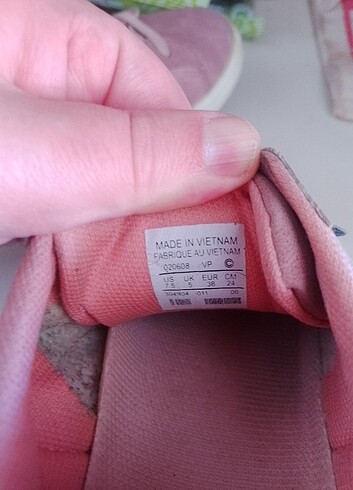 MADE IN VIETNAM
FABRIQUE AU VIETNAM
020608 VP ©
US UK EUR CM
7.5 5 38 24